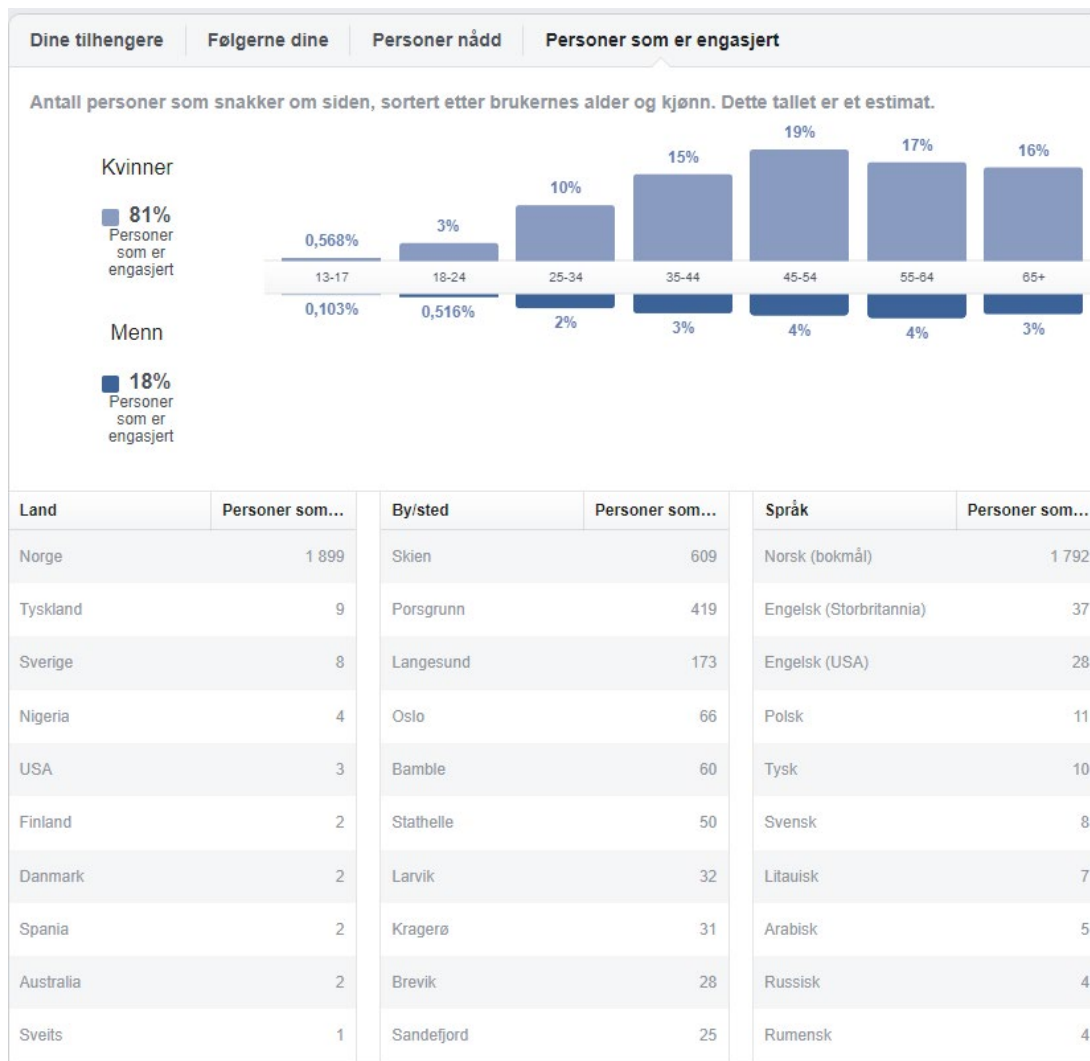 Dine tilhengere Følgerne dine Personer nådd Personer som er engasjert
Antall personer som snakker om siden, sortert etter brukernes alder og kjønn. Dette tallet er et estimat.
Kvinner
81%
Personer
som er
engasjert
0,568% 3% 10% 15% 19% 17% 16%
13-17 18-24 25-34 35-44 45-54 55-64 65+
0,103% 0,516% 2% 3% 4% 4% 3%
Menn
18%
Personer
som er
engasjert
Land Personer som... By/sted Personer som... Språk Personer som...
Norge 1 899 Skien 609 Norsk (bokmål) 1 792
Tyskland 9 Porsgrunn 419 Engelsk (Storbritannia) 37
Sverige 8 Langesund 173 Engelsk (USA) 28
Nigeria 4 Oslo 66 Polsk 11
USA 3 Bamble 60 Tysk 10
Finland 2 Stathelle 50 Svensk 8
Danmark 2 Larvik 32 Litauisk 7
Spania 2 Kragerø 31 Arabisk 5
Australia 2 Brevik 28 Russisk 4
Sveits 1 Sandefjord 25 Rumensk 4